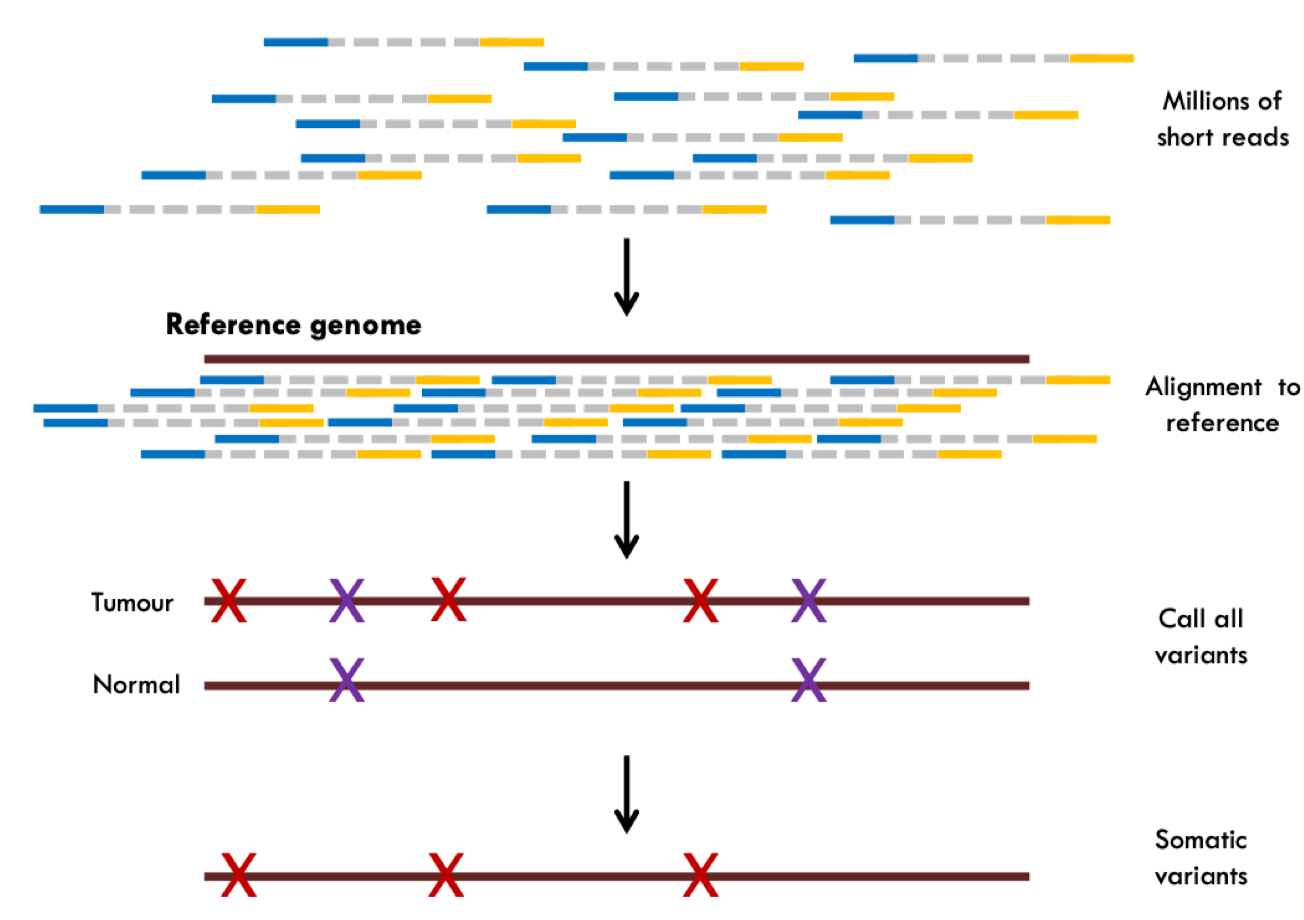 Millions of
short reads
Reference genome
Alignment to
reference
Tumour
Call all
variants
Normal
Somatic
variants